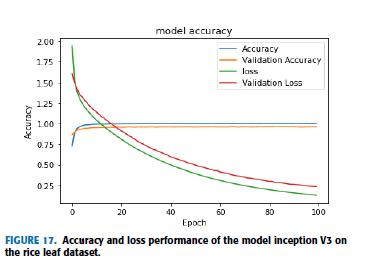 model accuracy
2.00
1.75
1.50
1.25
1.00
0.75
0.50
0.25
Accuracy
Accuracy
Validation Accuracy
loss
Validation Loss
0 20 40 60 80 100
Epoch
FIGURE 17. Accuracy and loss performance of the model inception V3 on
the rice leaf dataset.